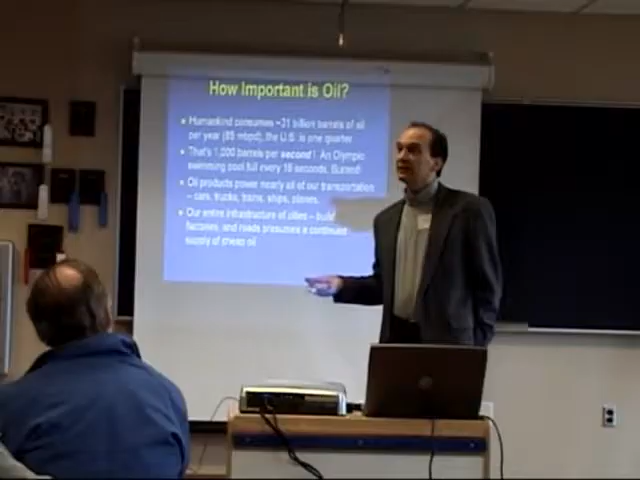 How Important is Oil?
Humankind consumes ~31 billion barrels of oil
per year (85 mbpd), the U.S. is one quarter
That's 1,000 barrels per second! An Olympic
swimming pool full every 15 seconds. Burned!
Oil products power nearly all of our transportation
- cars, trucks, trains, ships, planes.
Our entire infrastructure of cities – build
factories, and roads presumes a continued
supply of cheap oil